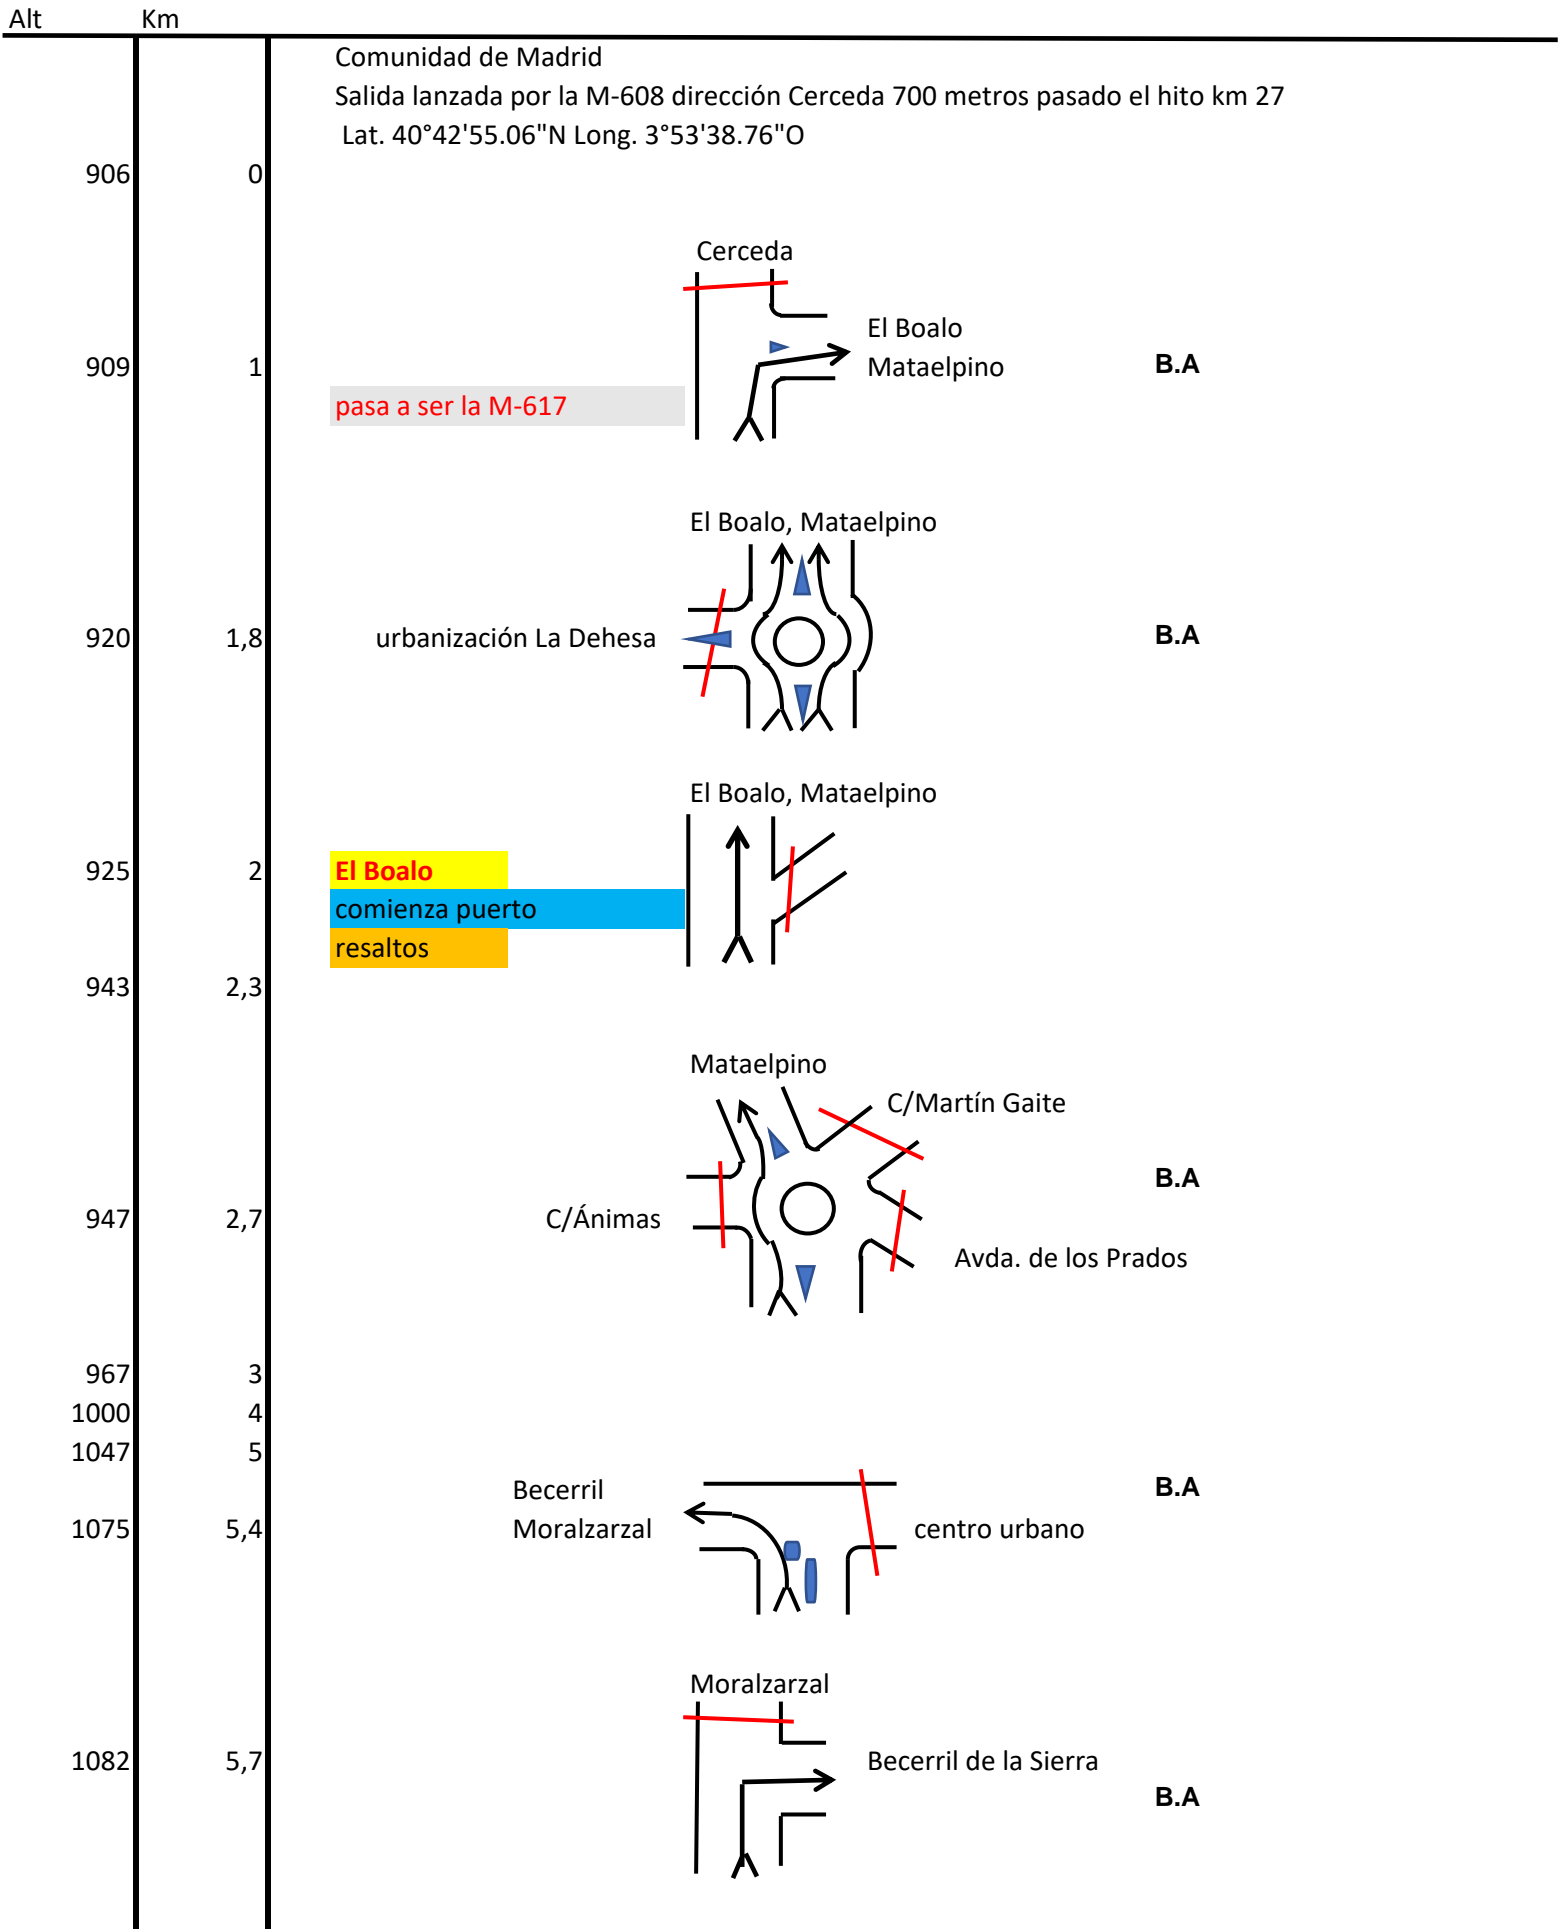 Alt Km
Comunidad de Madrid
Salida lanzada por la M-608 dirección Cerceda 700 metros pasado el hito km 27
Lat. 40°42'55.06"N Long. 3°53'38.76"O
906 0
Cerceda
El Boalo
909 1 Mataelpino B.A
pasa a ser la M-617
El Boalo, Mataelpino
920 1,8 urbanización La Dehesa B.A
El Boalo, Mataelpino
925 2 El Boalo
comienza puerto
resaltos
943 2,3
Mataelpino
C/Martín Gaite
B.A
947 2,7 C/Ánimas
Avda. de los Prados
967 3
1000 4
1047 5
Becerril B.A
1075 5,4 Moralzarzal centro urbano
Moralzarzal
1082 5,7 Becerril de la Sierra
B.A